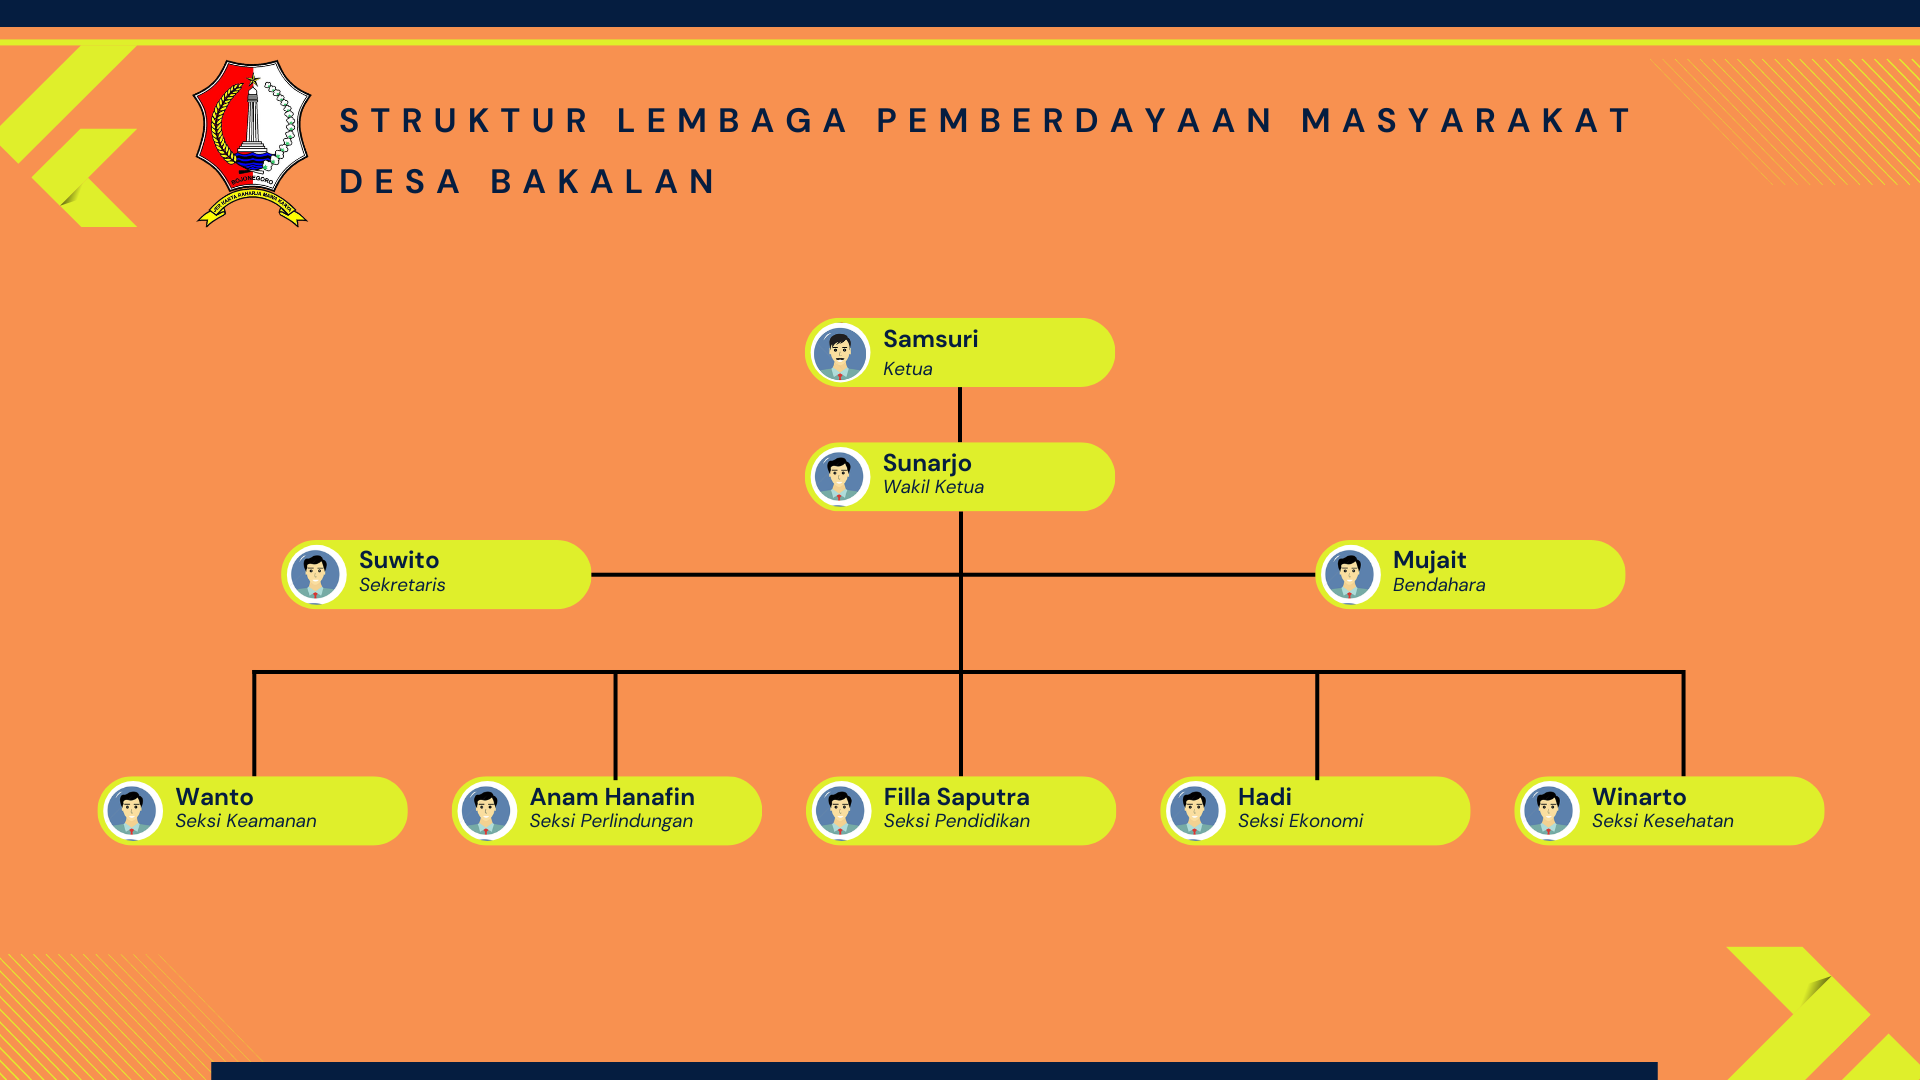 STRUKTUR LEMBAGA PEMBERDAYAAN MASYARAKAT
DESA BAKALAN
BOJONEGORO
Samsuri
Ketua
Sunarjo
Wakil Ketua
Suwito
Sekretaris
Mujait
Bendahara
Wanto
Seksi Keamanan
Anam Hanafin
Seksi Perlindungan
Filla Saputra
Seksi Pendidikan
Hadi
Seksi Ekonomi
Winarto
Seksi Kesehatan